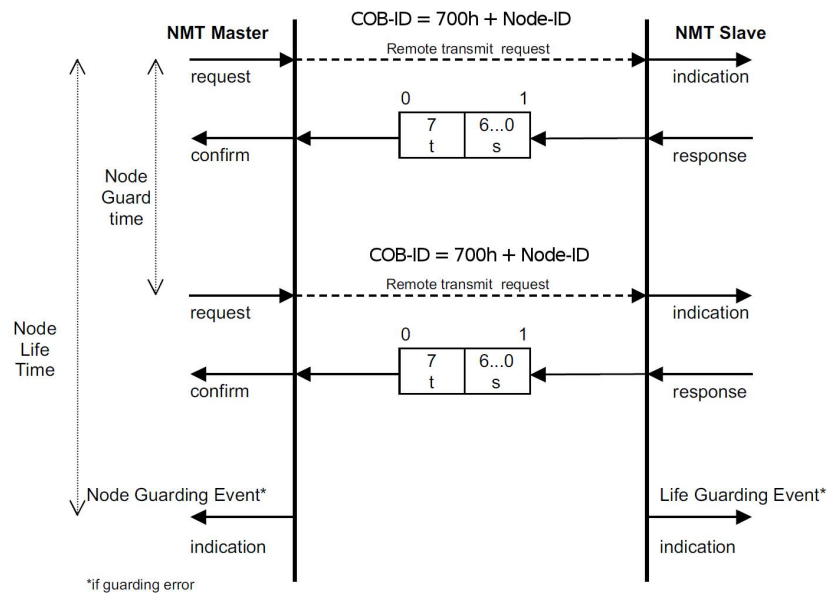 COB-ID = 700h + Node-ID
NMT Master
NMT Slave
Remote transmit request
request
indication
0 1
7 6...0
t s
confirm
response
Node
Guard
time
COB-ID = 700h + Node-ID
Remote transmit request
request
indication
Node
Life
Time
0 1
7 6...0
t s
confirm
response
Node Guarding Event*
Life Guarding Event*
indication
indication
*if guarding error